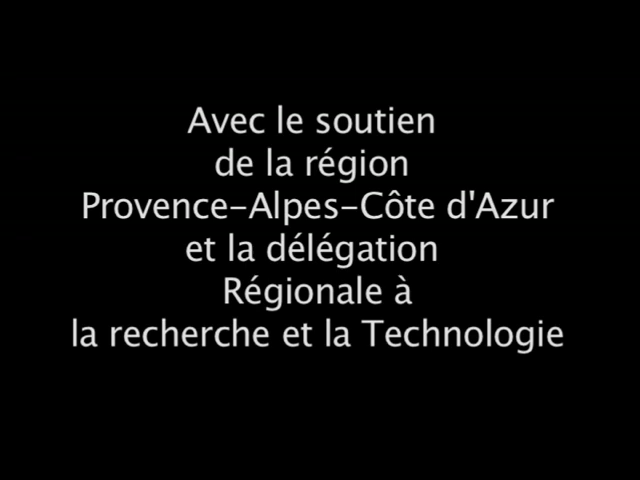 Avec le soutien
de la région
Provence-Alpes-Côte d'Azur
et la délégation
Régionale à
la recherche et la Technologie